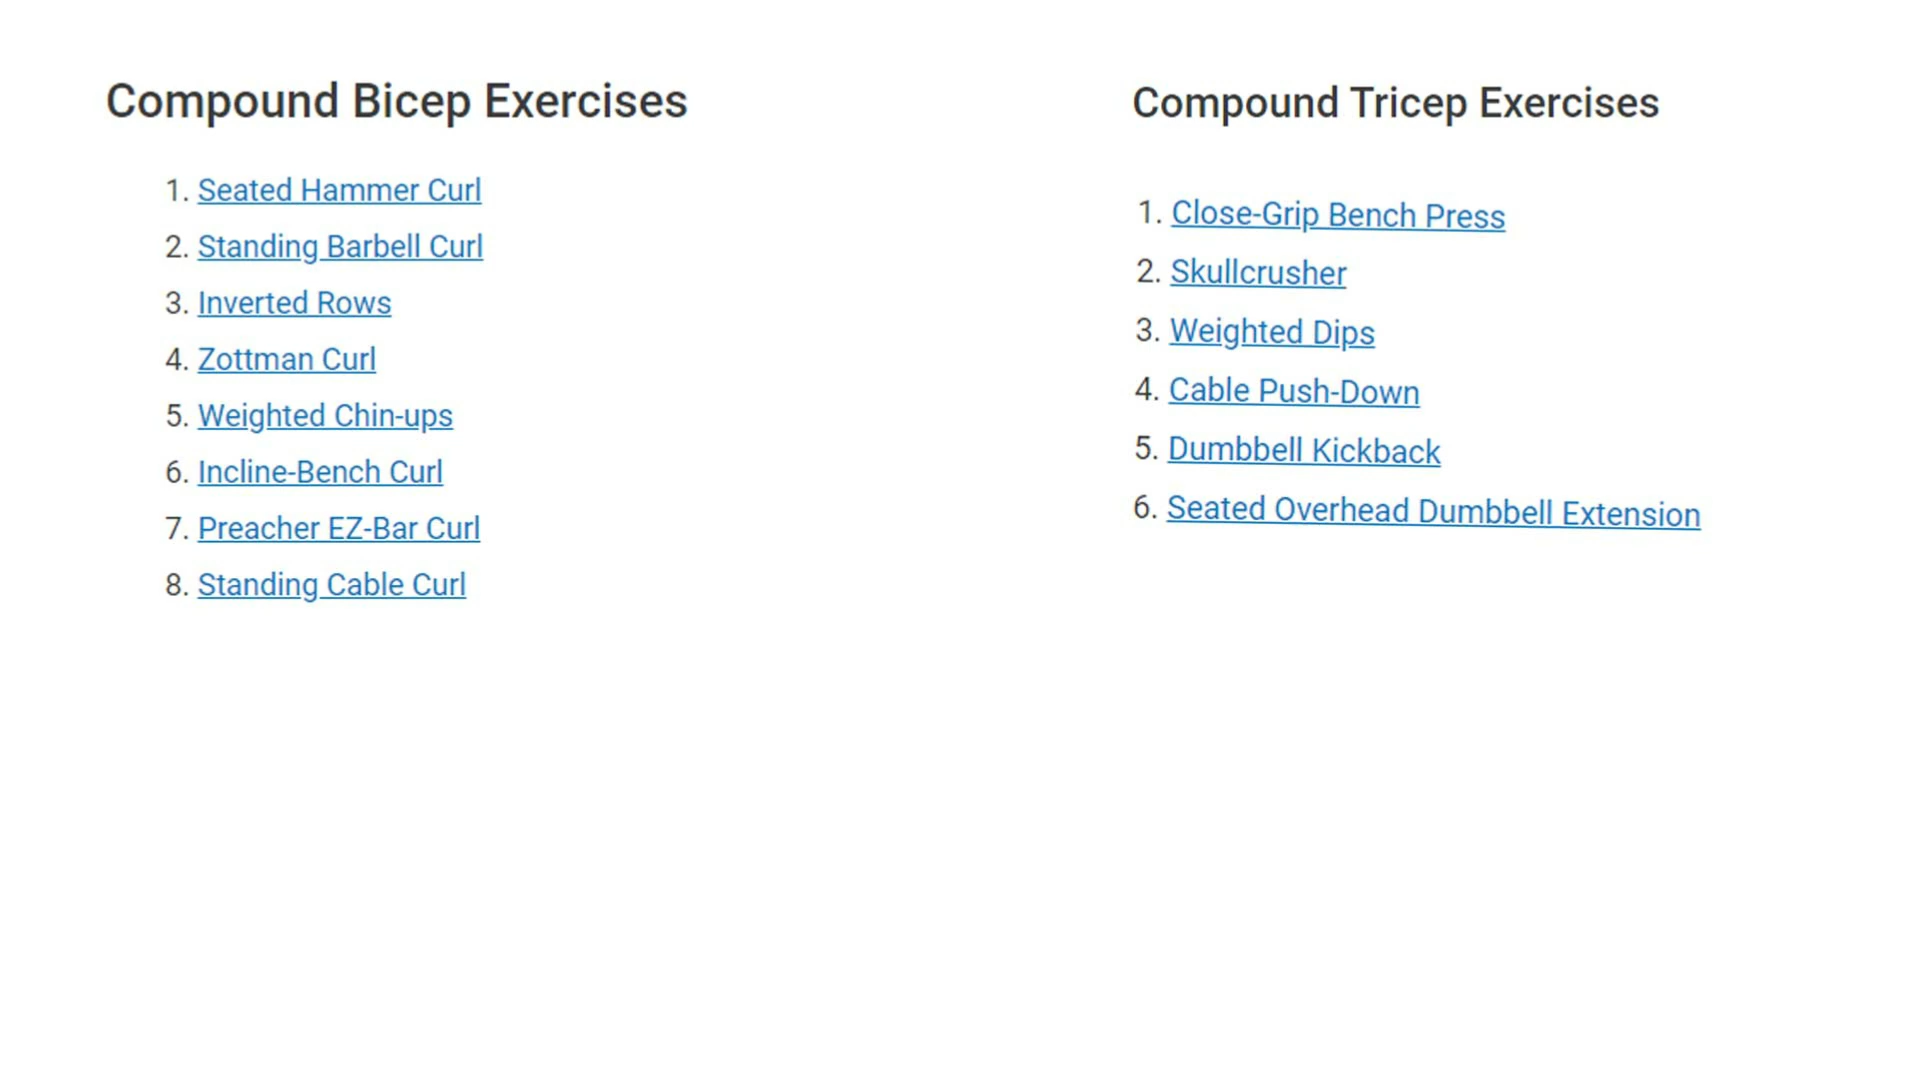 Compound Bicep Exercises
1. Seated Hammer Curl
2. Standing Barbell Curl
3. Inverted Rows
4. Zottman Curl
5. Weighted Chin-ups
6. Incline-Bench Curl
7. Preacher EZ-Bar Curl
8. Standing Cable Curl
Compound Tricep Exercises
1. Close-Grip Bench Press
2. Skullcrusher
3. Weighted Dips
4. Cable Push-Down
5. Dumbbell Kickback
6. Seated Overhead Dumbbell Extension